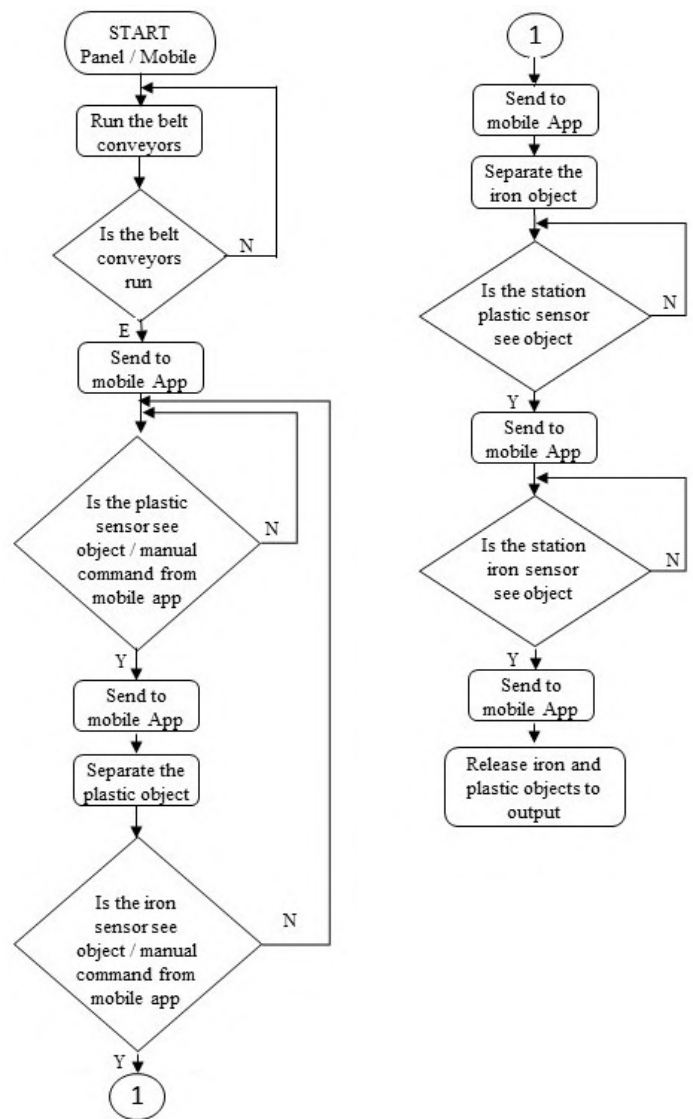 START
Panel / Mobile
Run the belt
conveyors
Is the belt
conveyors
run
N
E
Send to
mobile App
Is the plastic
sensor see
object / manual
command from
mobile app
N
Y
Send to
mobile App
Separate the
plastic object
Is the iron
sensor see
object / manual
command from
mobile app
N
Y
1
1
Send to
mobile App
Separate the
iron object
Is the station
plastic sensor
see object
N
Y
Send to
mobile App
Is the station
iron sensor
see object
N
Y
Send to
mobile App
Release iron and
plastic objects to
output